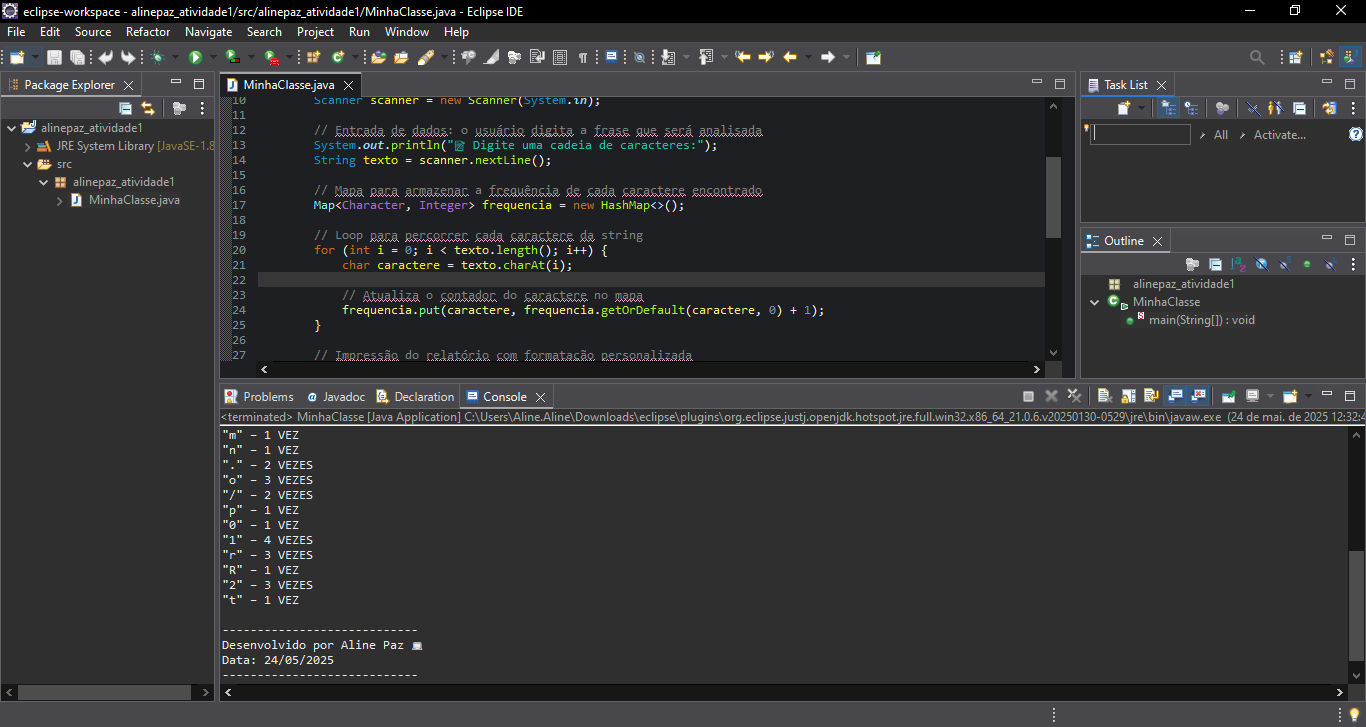 eclipse-workspace - alinepaz_atividade1/src/alinepaz_atividade1/MinhaClasse.java - Eclipse IDE
File Edit Source Refactor Navigate Search Project Run Window Help
Package Explorer
alinepaz_atividade1
JRE System Library [JavaSE-1.8
src
alinepaz_atividade1
MinhaClasse.java
MinhaClasse.java
10 Scanner scanner = new Scanner(System.in);
11
12 // Entrada de dados: o usuário digita a frase que será analisada
13 System.out.println("📝 Digite uma cadeia de caracteres:");
14 String texto = scanner.nextLine();
15
16 // Mapa para armazenar a frequência de cada caractere encontrado
17 Map<Character, Integer> frequencia = new HashMap<>();
18
19 // Loop para percorrer cada caractere da string
20 for (int i = 0; i < texto.length(); i++) {
21 char caractere = texto.charAt(i);
22
23 // Atualiza o contador do caractere no mapa
24 frequencia.put(caractere, frequencia.getOrDefault(caractere, 0) + 1);
25 }
26
27 // Impressão do relatório com formatação personalizada
Task List
All Activate...
Outline
alinepaz_atividade1
MinhaClasse
main(String[]) : void
Problems Javadoc Declaration Console
<terminated> MinhaClasse [Java Application] C:\Users\Aline.Aline\Downloads\eclipse\plugins\org.eclipse.justj.openjdk.hotspot.jre.full.win32.x86_64_21.0.6.v20250130-0529\jre\bin\javaw.exe (24 de mai. de 2025 12:32:4
"m" – 1 VEZ
"n" – 1 VEZ
"." – 2 VEZES
"o" – 3 VEZES
"/" – 2 VEZES
"p" – 1 VEZ
"0" – 1 VEZ
"1" – 4 VEZES
"r" – 3 VEZES
"R" – 1 VEZ
"2" – 3 VEZES
"t" – 1 VEZ
----------------------------
Desenvolvido por Aline Paz 💻
Data: 24/05/2025
----------------------------